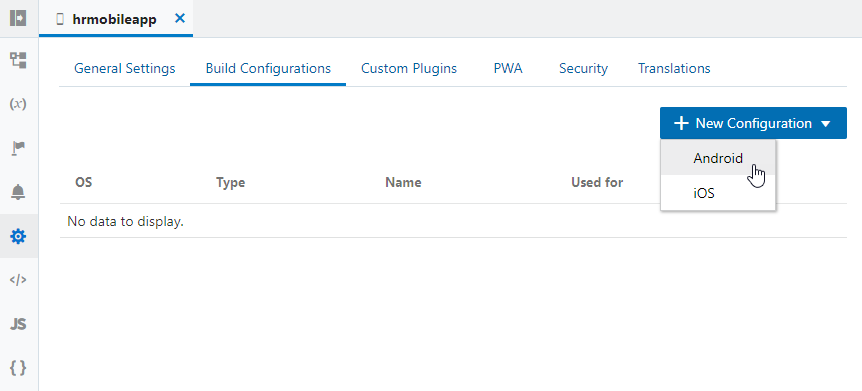 hrmobileapp ×
General Settings Build Configurations Custom Plugins PWA Security Translations
+ New Configuration
Android
iOS
OS Type Name Used for
No data to display.
(x)
</>
JS
{ }